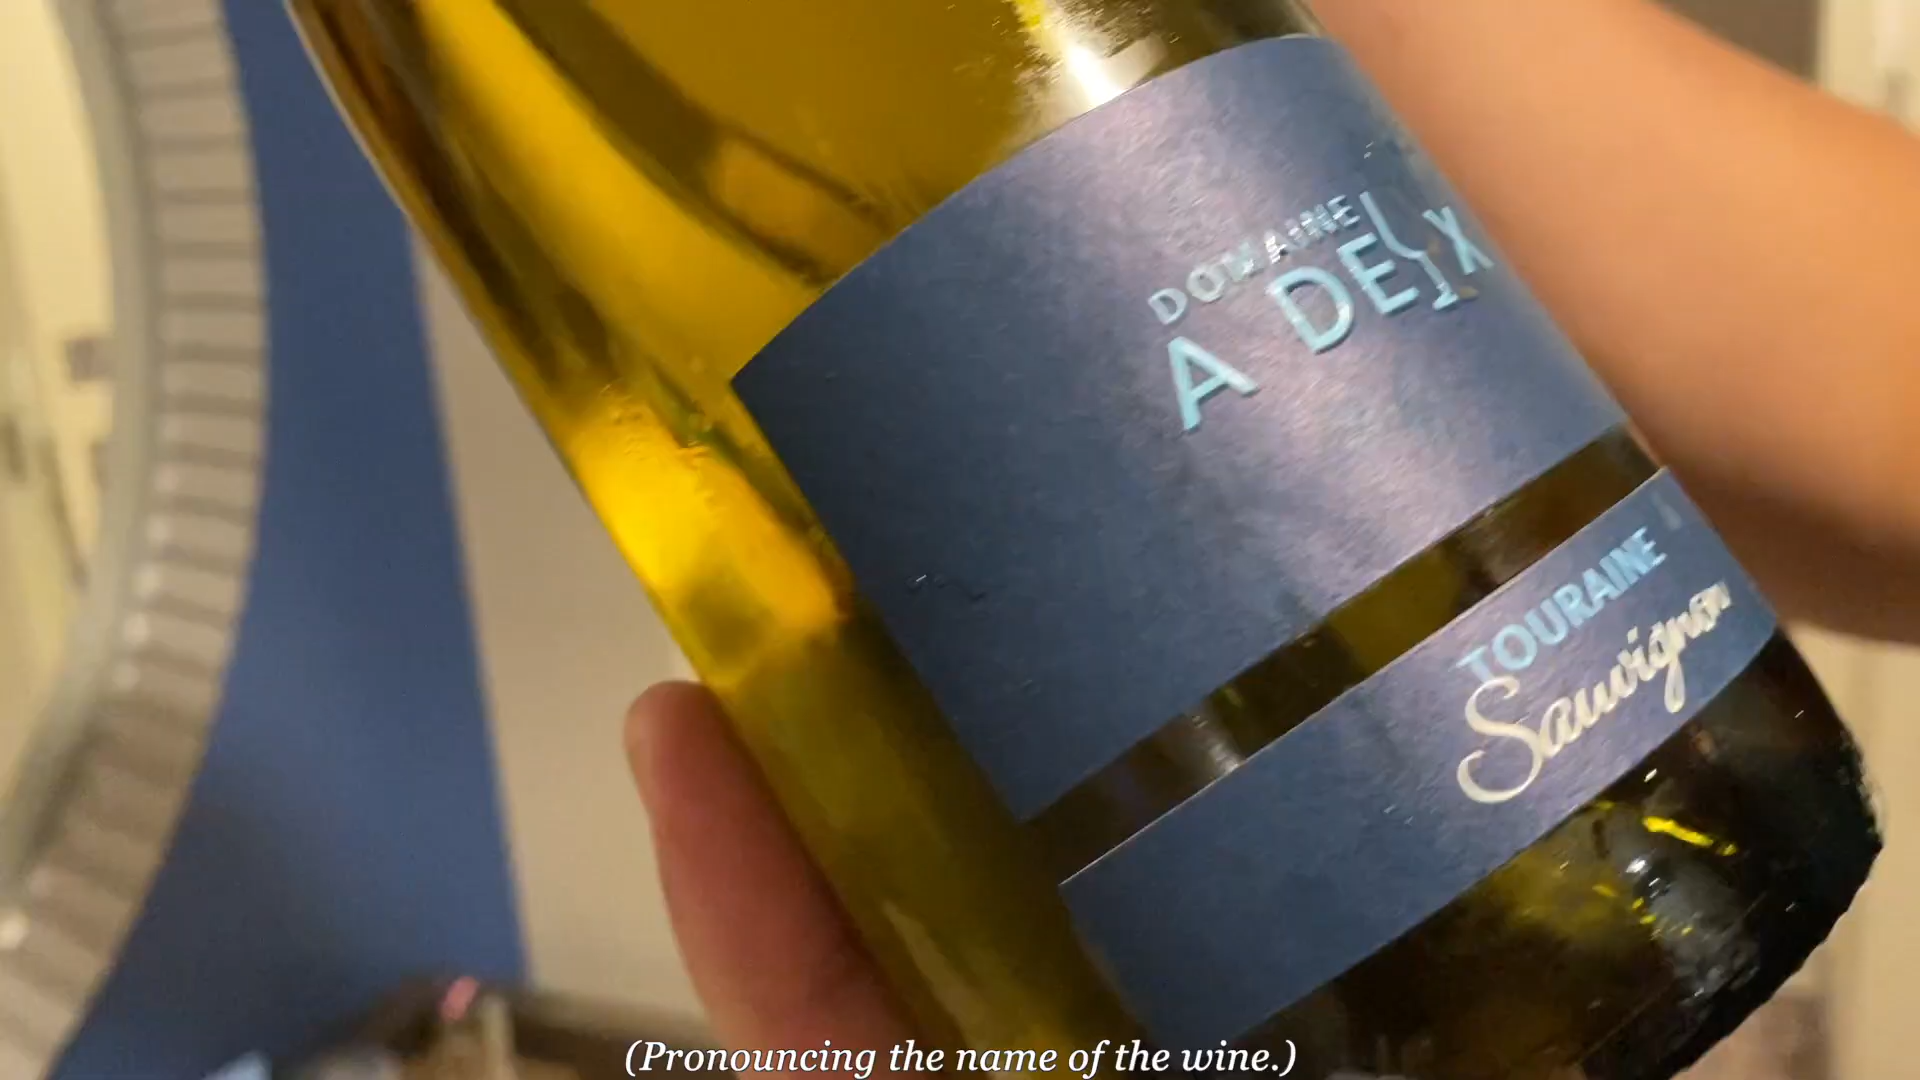 DOMAINE
A DEUX
TOURAINE
Sauvignon
(Pronouncing the name of the wine.)